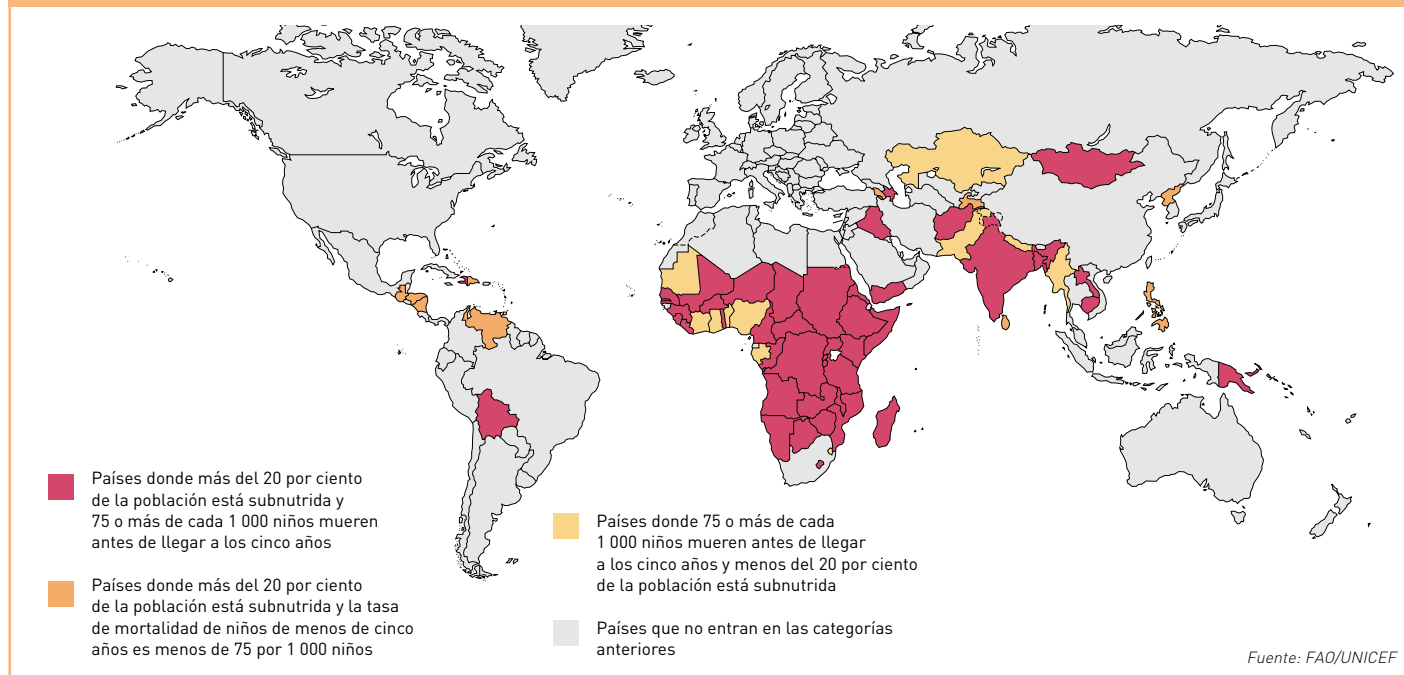 Países donde más del 20 por ciento
de la población está subnutrida y
75 o más de cada 1 000 niños mueren
antes de llegar a los cinco años
Países donde más del 20 por ciento
de la población está subnutrida y la tasa
de mortalidad de niños de menos de cinco
años es menos de 75 por 1 000 niños
Países donde 75 o más de cada
1 000 niños mueren antes de llegar
a los cinco años y menos del 20 por ciento
de la población está subnutrida
Países que no entran en las categorías
anteriores
Fuente: FAO/UNICEF